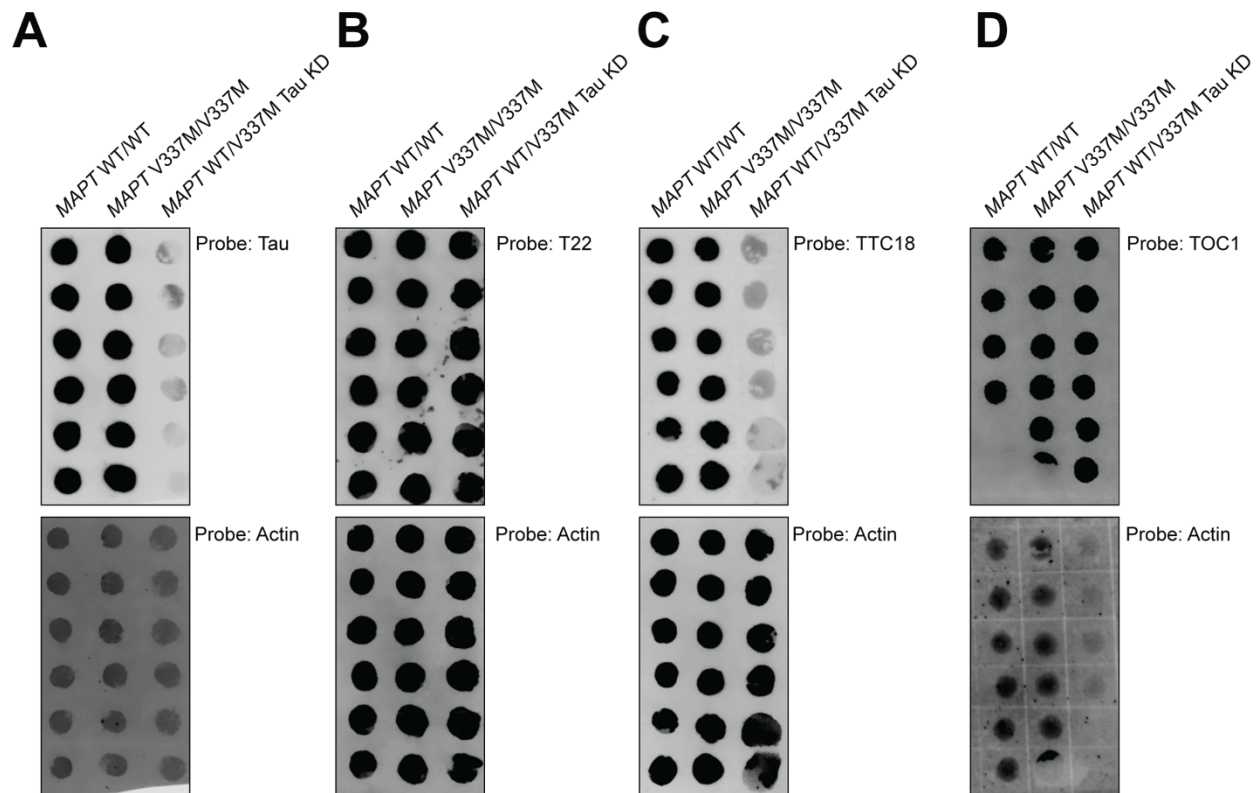 A
B
C
D
MAPT WT/WT
MAPT V337M/V337M
MAPT WT/V337M Tau KD
MAPT WT/WT
MAPT V337M/V337M
MAPT WT/V337M Tau KD
MAPT WT/WT
MAPT V337M/V337M
MAPT WT/V337M Tau KD
MAPT WT/WT
MAPT V337M/V337M
MAPT WT/V337M Tau KD
Probe: Tau
Probe: T22
Probe: TTC18
Probe: TOC1
Probe: Actin
Probe: Actin
Probe: Actin
Probe: Actin